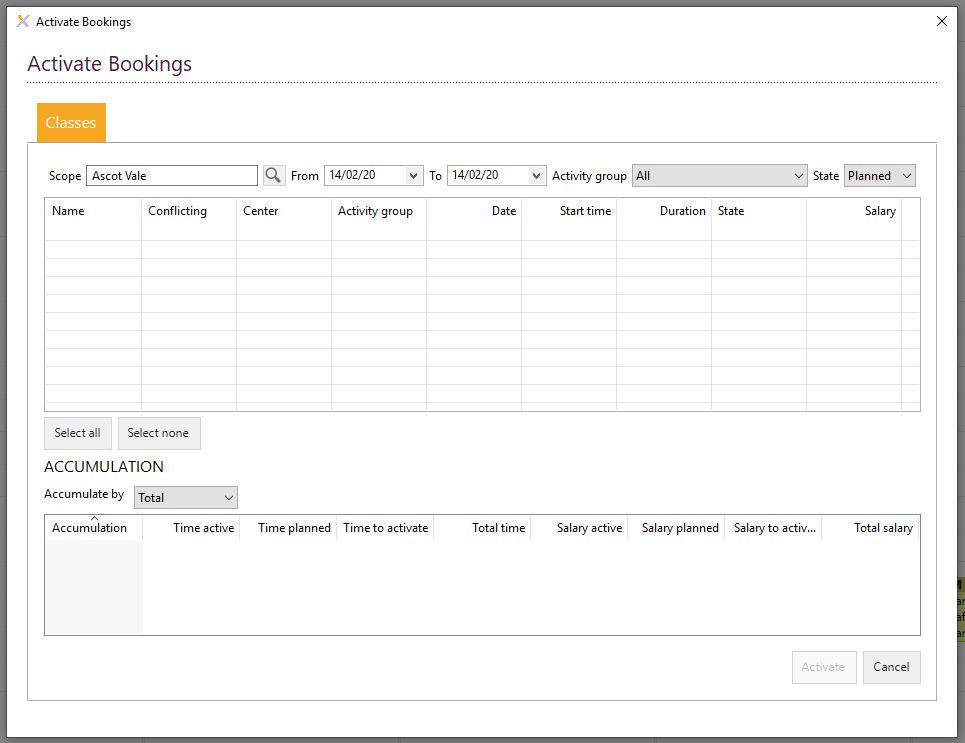 Activate Bookings
Activate Bookings
Classes
Scope Ascot Vale From 14/02/20 To 14/02/20 Activity group All State Planned
Name Conflicting Center Activity group Date Start time Duration State Salary
Select all Select none
ACCUMULATION
Accumulate by Total
Accumulation Time active Time planned Time to activate Total time Salary active Salary planned Salary to activ... Total salary
Activate Cancel